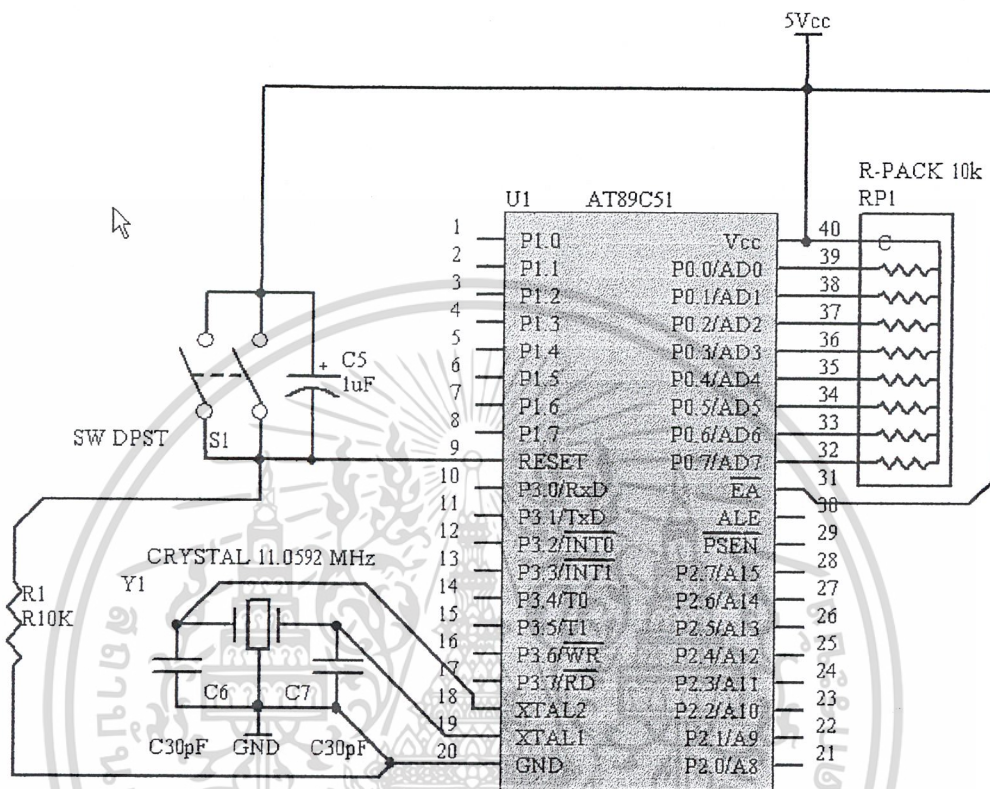 5Vcc
R-PACK 10k
RP1
U1 AT89C51
1 P1.0 Vcc 40 C
2 P1.1 P0.0/AD0 39
3 P1.2 P0.1/AD1 38
4 P1.3 P0.2/AD2 37
5 P1.4 P0.3/AD3 36
6 P1.5 P0.4/AD4 35
7 P1.6 P0.5/AD5 34
8 P1.7 P0.6/AD6 33
9 RESET P0.7/AD7 32
10 P3.0/RxD EA 31
11 P3.1/TxD ALE 30
12 P3.2/INT0 PSEN 29
13 P3.3/INT1 P2.7/A15 28
14 P3.4/T0 P2.6/A14 27
15 P3.5/T1 P2.5/A13 26
16 P3.6/WR P2.4/A12 25
17 P3.7/RD P2.3/A11 24
18 XTAL2 P2.2/A10 23
19 XTAL1 P2.1/A9 22
20 GND P2.0/A8 21
+ C5
1uF
SW DPST S1
CRYSTAL 11.0592 MHz
Y1
R1
R10K
C6 C7
C30pF GND C30pF